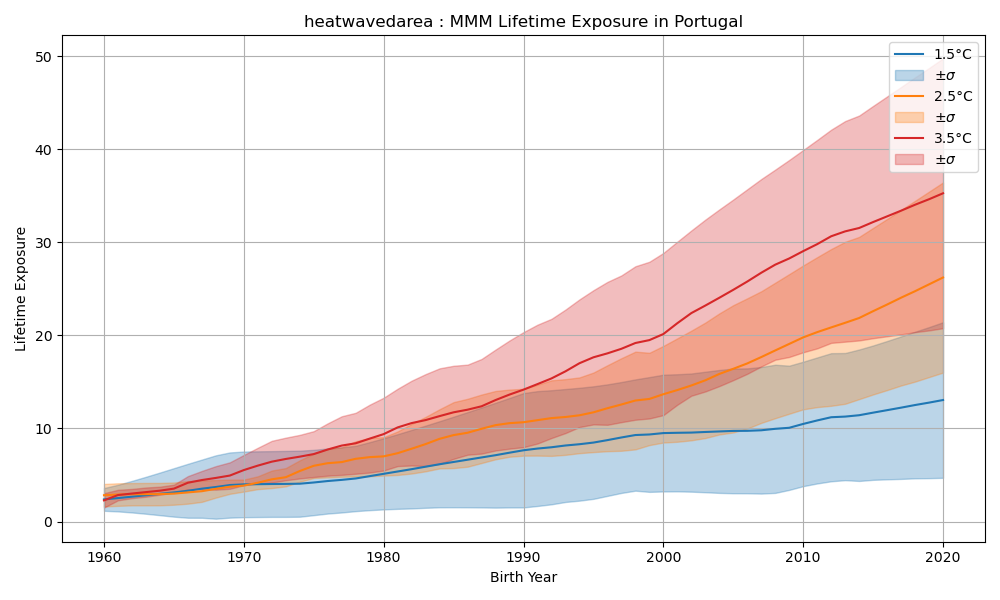 heatwavedarea : MMM Lifetime Exposure in Portugal
1.5°C
±σ
2.5°C
±σ
3.5°C
±σ
50
40
30
20
10
0
Lifetime Exposure
1960 1970 1980 1990 2000 2010 2020
Birth Year